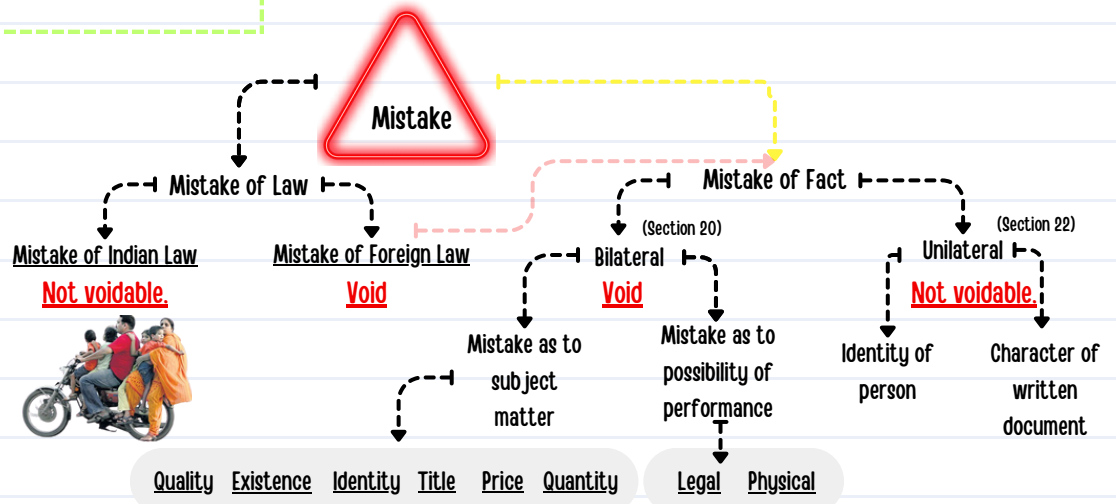 Mistake
Mistake of Law
Mistake of Fact
Mistake of Indian Law
Not voidable.
Mistake of Foreign Law
Void
(Section 20)
Bilateral
Void
(Section 22)
Unilateral
Not voidable.
Mistake as to
subject
matter
Mistake as to
possibility of
performance
Identity of
person
Character of
written
document
Quality Existence Identity Title Price Quantity
Legal Physical